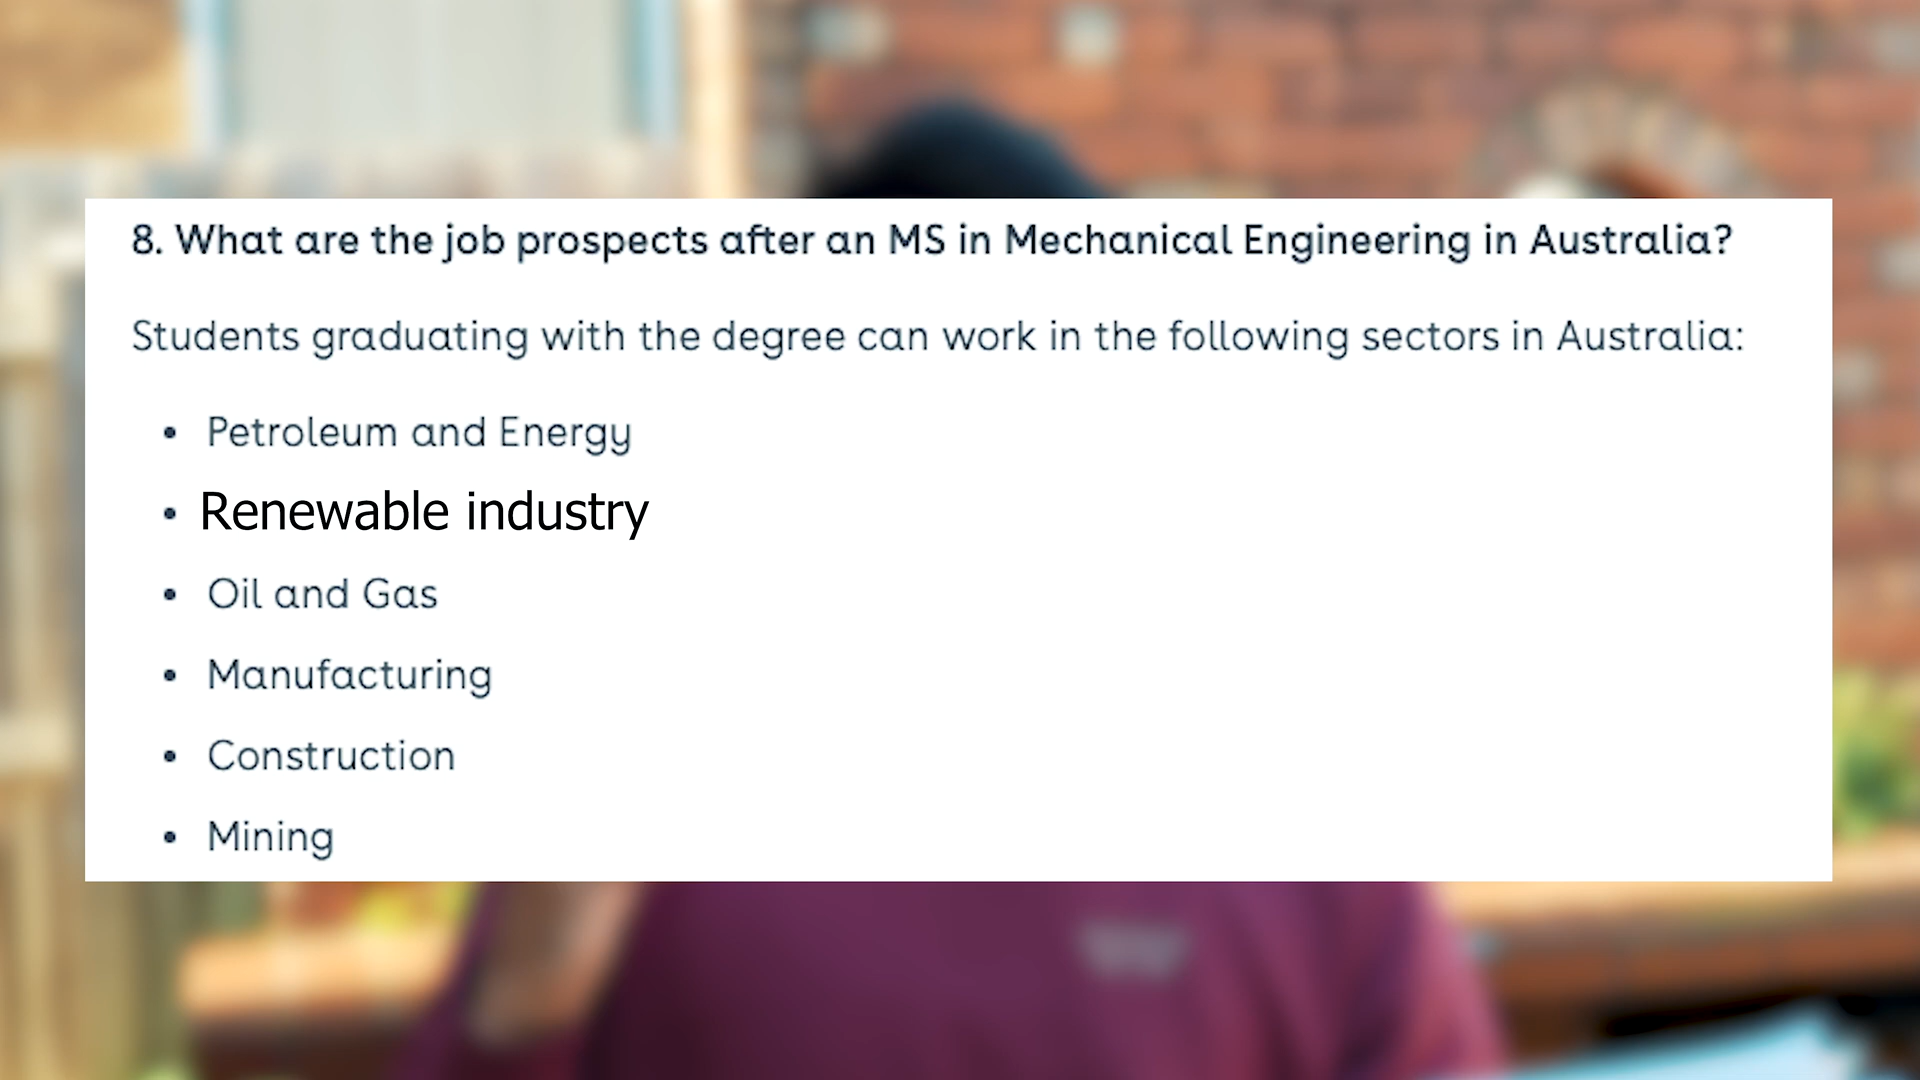 8. What are the job prospects after an MS in Mechanical Engineering in Australia?
Students graduating with the degree can work in the following sectors in Australia:
• Petroleum and Energy
• Renewable industry
• Oil and Gas
• Manufacturing
• Construction
• Mining